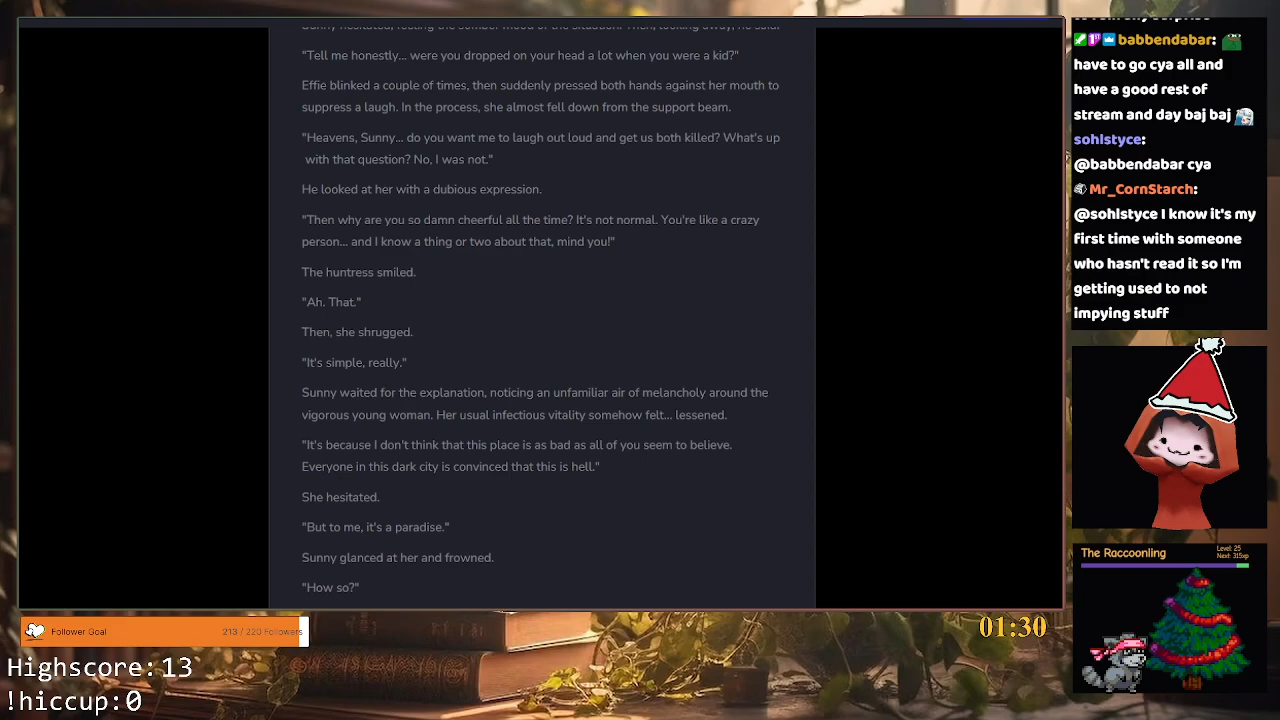 "Tell me honestly... were you dropped on your head a lot when you were a kid?"
Effie blinked a couple of times, then suddenly pressed both hands against her mouth to
suppress a laugh. In the process, she almost fell down from the support beam.
"Heavens, Sunny... do you want me to laugh out loud and get us both killed? What's up
with that question? No, I was not."
He looked at her with a dubious expression.
"Then why are you so damn cheerful all the time? It's not normal. You're like a crazy
person... and I know a thing or two about that, mind you!"
The huntress smiled.
"Ah. That."
Then, she shrugged.
"It's simple, really."
Sunny waited for the explanation, noticing an unfamiliar air of melancholy around the
vigorous young woman. Her usual infectious vitality somehow felt... lessened.
"It's because I don't think that this place is as bad as all of you seem to believe.
Everyone in this dark city is convinced that this is hell."
She hesitated.
"But to me, it's a paradise."
Sunny glanced at her and frowned.
"How so?"
babbendabar:
have to go cya all and
have a good rest of
stream and day baj baj
sohlstyce:
@babbendabar cya
Mr_CornStarch:
@sohlstyce I know it's my
first time with someone
who hasn't read it so I'm
getting used to not
impying stuff
The Raccoonling
Level: 25
Next: 315xp
Follower Goal
213 / 220 Followers
01:30
Highscore:13
!hiccup:0